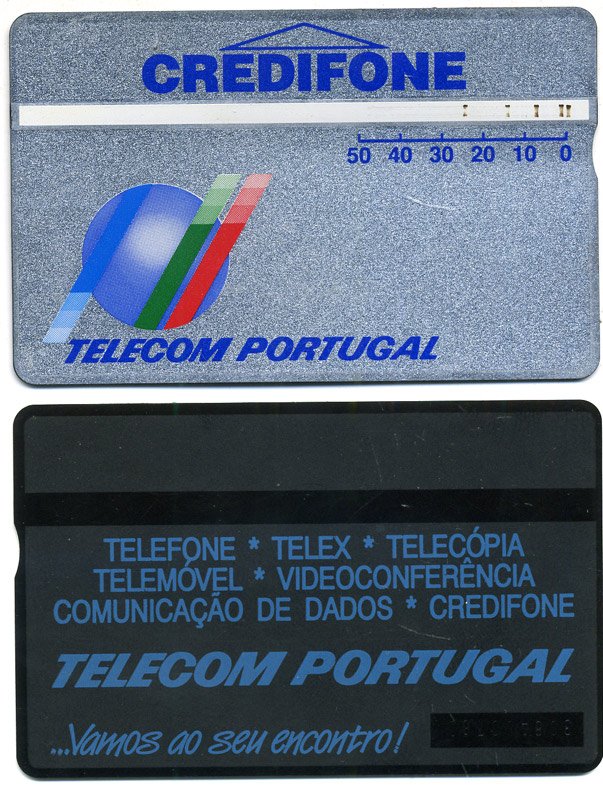 CREDIFONE
50 40 30 20 10 0
TELECOM PORTUGAL
TELEFONE * TELEX * TELECÓPIA
TELEMÓVEL * VIDEOCONFERÊNCIA
COMUNICAÇÃO DE DADOS * CREDIFONE
TELECOM PORTUGAL
...Vamos ao seu encontro!